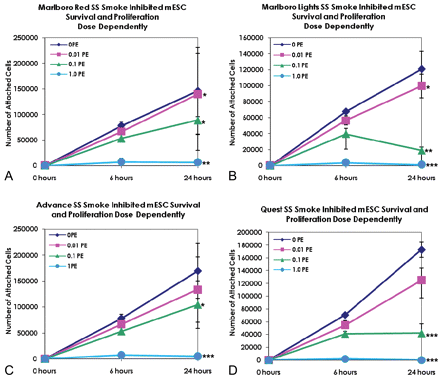 Marlboro Red SS Smoke Inhibited mESC
Survival and Proliferation
Dose Dependently
250000
200000
150000
100000
50000
0
Number of Attached Cells
0PE
0.01 PE
0.1 PE
1.0 PE
*
*
**
0 hours
6 hours
24 hours
A
Marlboro Lights SS Smoke Inhibited mESC
Survival and Proliferation
Dose Dependently
160000
140000
120000
100000
80000
60000
40000
20000
0
Number of Attached Cells
0 PE
0.01 PE
0.1 PE
1.0 PE
*
**
***
0 hours
6 hours
24 hours
B
Advance SS Smoke Inhibited mESC Survival
and Proliferation Dose Dependently
250000
200000
150000
100000
50000
0
Number of Attached Cells
0PE
0.01 PE
0.1 PE
1PE
*
***
0 hours
6 hours
24 hours
C
Quest SS Smoke Inhibited mESC Survival and
Proliferation Dose Dependently
200000
180000
160000
140000
120000
100000
80000
60000
40000
20000
0
Number of Attached Cells
0 PE
0.01 PE
0.1 PE
1.0 PE
***
***
0 hours
6 hours
24 hours
D